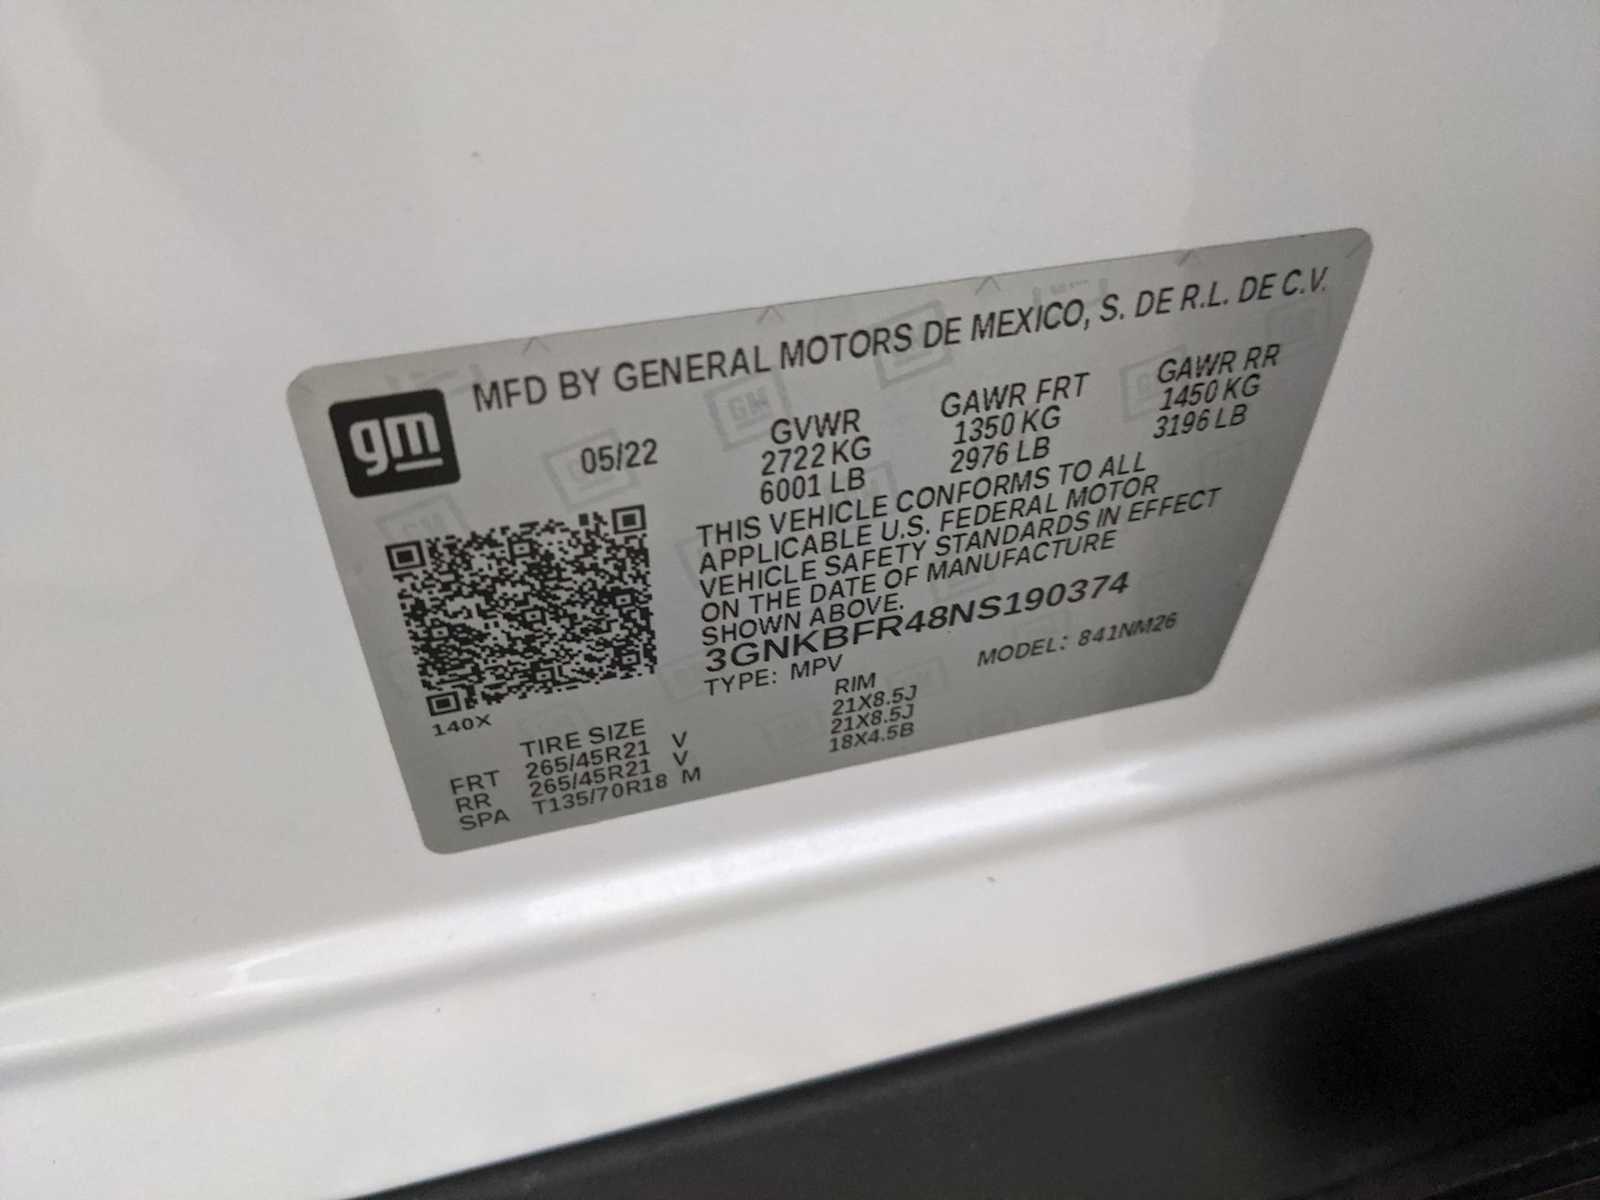 MFD BY GENERAL MOTORS DE MEXICO, S. DE R.L. DE C.V.
gm
05/22
GVWR GAWR FRT GAWR RR
2722 KG 1350 KG 1450 KG
6001 LB 2976 LB 3196 LB
THIS VEHICLE CONFORMS TO ALL
APPLICABLE U.S. FEDERAL MOTOR
VEHICLE SAFETY STANDARDS IN EFFECT
ON THE DATE OF MANUFACTURE
SHOWN ABOVE.
3GNKBFR48NS190374
TYPE: MPV MODEL: 841NM26
140X
TIRE SIZE RIM
FRT 265/45R21 V 21X8.5J
RR 265/45R21 V 21X8.5J
SPA T135/70R18 M 18X4.5B